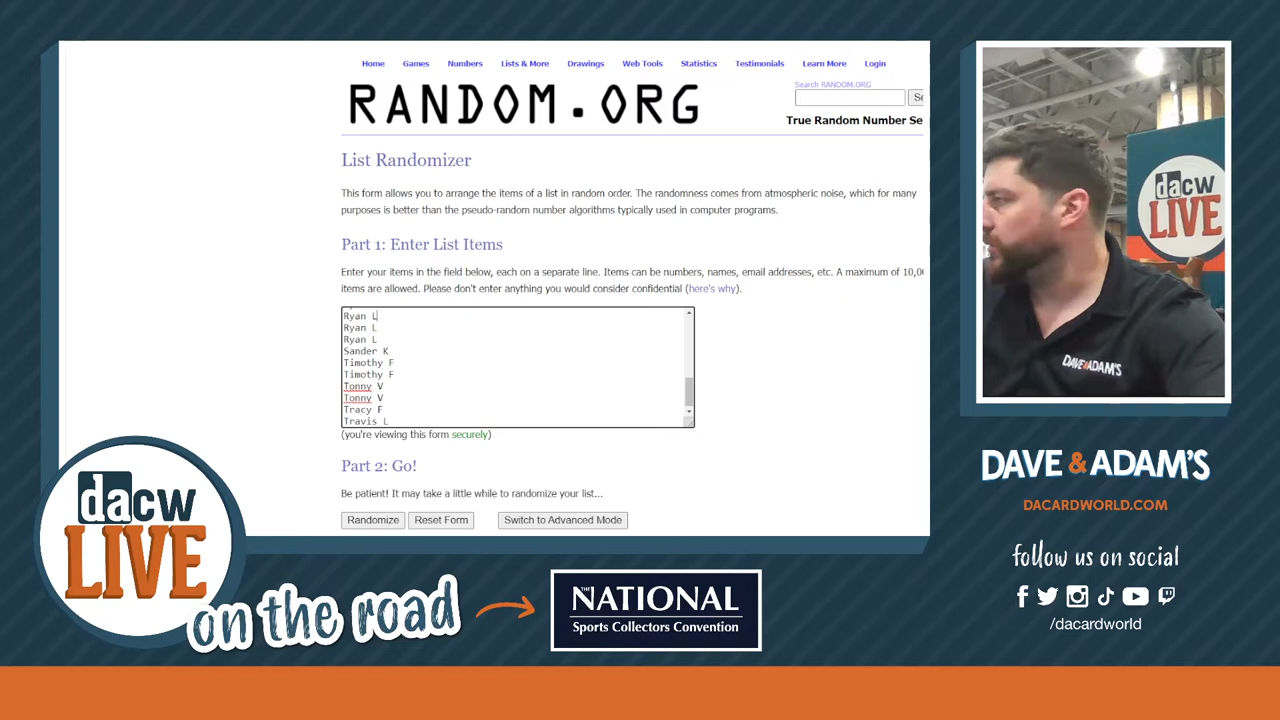 Home Games Numbers Lists & More Drawings Web Tools Statistics Testimonials Learn More Login
RANDOM.ORG
Search RANDOM.ORG
True Random Number Se
List Randomizer
This form allows you to arrange the items of a list in random order. The randomness comes from atmospheric noise, which for many
purposes is better than the pseudo-random number algorithms typically used in computer programs.
Part 1: Enter List Items
Enter your items in the field below, each on a separate line. Items can be numbers, names, email addresses, etc. A maximum of 10,00
items are allowed. Please don't enter anything you would consider confidential (here's why).
Ryan L
Ryan L
Ryan L
Sander K
Timothy F
Timothy F
Tonny V
Tonny V
Tracy F
Travis L
(you're viewing this form securely)
Part 2: Go!
Be patient! It may take a little while to randomize your list...
Randomize Reset Form Switch to Advanced Mode
dacw
LIVE
on the road
THE
NATIONAL
Sports Collectors Convention
dacw
LIVE
DAVE & ADAM'S
DAVE & ADAM'S
DACARDWORLD.COM
follow us on social
/dacardworld